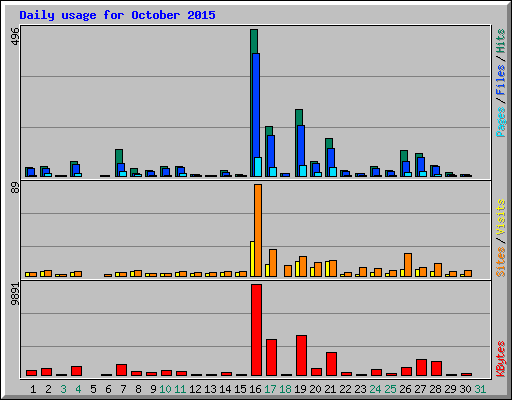 Daily usage for October 2015
496
Pages / Files / Hits
89
Sites / Visits
9891
KBytes
1 2 3 4 5 6 7 8 9 10 11 12 13 14 15 16 17 18 19 20 21 22 23 24 25 26 27 28 29 30 31